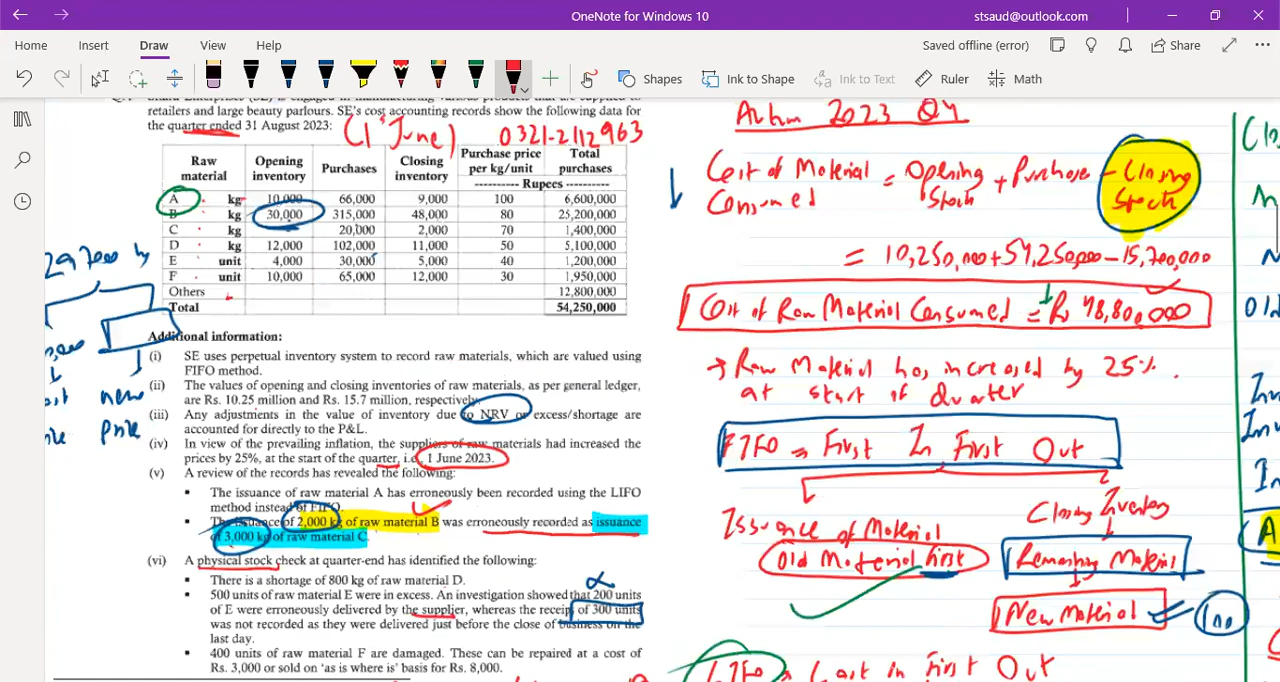 OneNote for Windows 10
stsaud@outlook.com
Home Insert Draw View Help
Saved offline (error) Share
Shapes Ink to Shape Ink to Text Ruler Math
retailers and large beauty parlours. SE's cost accounting records show the following data for
the quarter ended 31 August 2023:
(1st June) 0321-2112963
Raw material Opening inventory Purchases Closing inventory Purchase price per kg/unit Total purchases
---------- Rupees ----------
A kg 10,000 66,000 9,000 100 6,600,000
B kg 30,000 315,000 48,000 80 25,200,000
C kg 20,000 2,000 70 1,400,000
D kg 12,000 102,000 11,000 50 5,100,000
E unit 4,000 30,000 5,000 40 1,200,000
F unit 10,000 65,000 12,000 30 1,950,000
Others 12,800,000
Total 54,250,000
Additional information:
(i) SE uses perpetual inventory system to record raw materials, which are valued using
FIFO method.
(ii) The values of opening and closing inventories of raw materials, as per general ledger,
are Rs. 10.25 million and Rs. 15.7 million, respectively.
(iii) Any adjustments in the value of inventory due to NRV or excess/shortage are
accounted for directly to the P&L.
(iv) In view of the prevailing inflation, the suppliers of raw materials had increased the
prices by 25%, at the start of the quarter, i.e. 1 June 2023.
(v) A review of the records has revealed the following:
▪ The issuance of raw material A has erroneously been recorded using the LIFO
method instead of FIFO.
▪ The issuance of 2,000 kg of raw material B was erroneously recorded as issuance
of 3,000 kg of raw material C.
(vi) A physical stock check at quarter-end has identified the following:
▪ There is a shortage of 800 kg of raw material D.
▪ 500 units of raw material E were in excess. An investigation showed that 200 units
of E were erroneously delivered by the supplier, whereas the receipt of 300 units
was not recorded as they were delivered just before the close of business on the
last day.
▪ 400 units of raw material F are damaged. These can be repaired at a cost of
Rs. 3,000 or sold on 'as is where is' basis for Rs. 8,000.
new
price
Autumn 2023 Q4
Cost of Material Consumed = Opening Stock + Purchase - Closing Stock
= 10,250,000 + 54,250,000 - 15,700,000
Cost of Raw Material Consumed = Rs 48,800,000
→ Raw Material has increased by 25%.
at start of Quarter
FIFO = First In First Out
Issuance of Material
Old Material first
Closing Inventory
Remaining Material
New Material
LIFO = Last in First Out